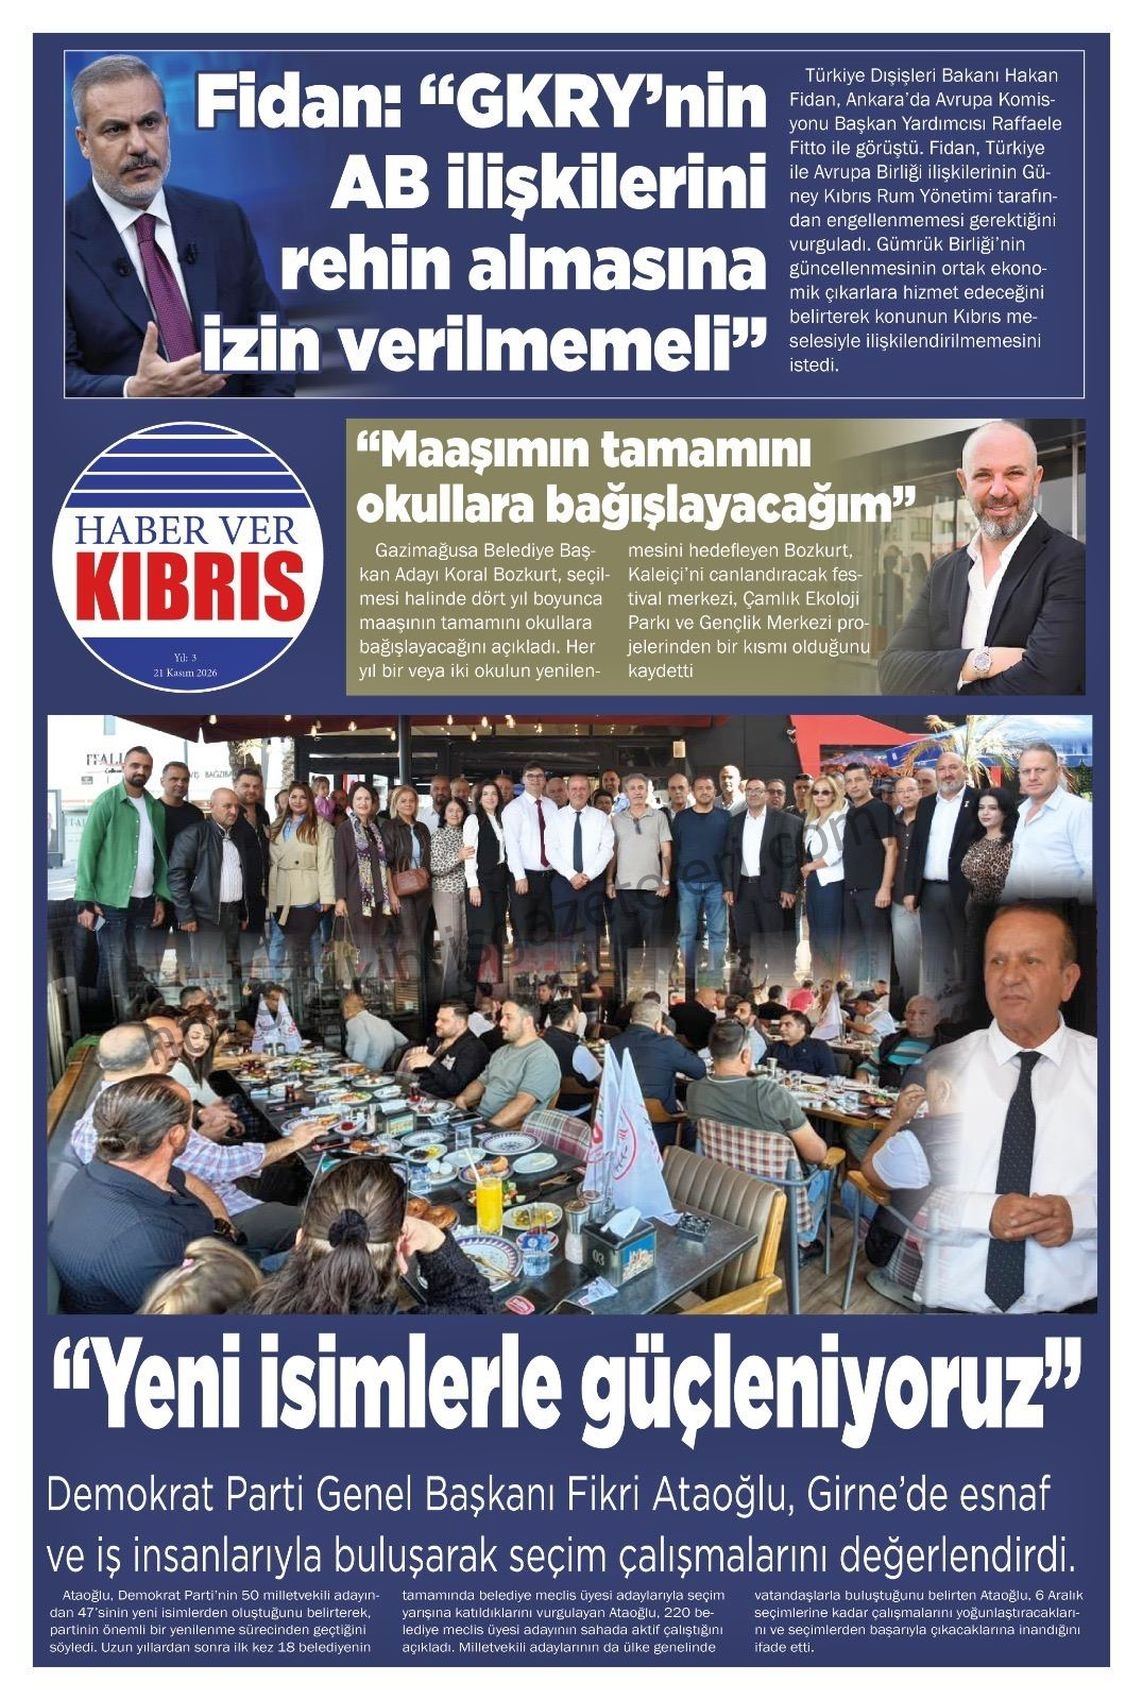 Fidan: “GKRY’nin
AB ilişkilerini
rehin almasına
izin verilmemeli”
Türkiye Dışişleri Bakanı Hakan
Fidan, Ankara’da Avrupa Komis-
yonu Başkan Yardımcısı Raffaele
Fitto ile görüştü. Fidan, Türkiye
ile Avrupa Birliği ilişkilerinin Gü-
ney Kıbrıs Rum Yönetimi tarafın-
dan engellenmemesi gerektiğini
vurguladı. Gümrük Birliği’nin
güncellenmesinin ortak ekono-
mik çıkarlara hizmet edeceğini
belirterek konunun Kıbrıs me-
selesiyle ilişkilendirilmemesini
istedi.
HABER VER
KIBRIS
Yıl: 3
21 Kasım 2026
“Maaşımın tamamını
okullara bağışlayacağım”
Gazimağusa Belediye Baş-
kan Adayı Koral Bozkurt, seçil-
mesi halinde dört yıl boyunca
maaşının tamamını okullara
bağışlayacağını açıkladı. Her
yıl bir veya iki okulun yenilen-
mesini hedefleyen Bozkurt,
Kaleiçi’ni canlandıracak fes-
tival merkezi, Çamlık Ekoloji
Parkı ve Gençlik Merkezi pro-
jelerinden bir kısmı olduğunu
kaydetti
03
“Yeni isimlerle güçleniyoruz”
Demokrat Parti Genel Başkanı Fikri Ataoğlu, Girne’de esnaf
ve iş insanlarıyla buluşarak seçim çalışmalarını değerlendirdi.
Ataoğlu, Demokrat Parti’nin 50 milletvekili adayın-
dan 47’sinin yeni isimlerden oluştuğunu belirterek,
partinin önemli bir yenilenme sürecinden geçtiğini
söyledi. Uzun yıllardan sonra ilk kez 18 belediyenin
tamamında belediye meclis üyesi adaylarıyla seçim
yarışına katıldıklarını vurgulayan Ataoğlu, 220 be-
lediye meclis üyesi adayının sahada aktif çalıştığını
açıkladı. Milletvekili adaylarının da ülke genelinde
vatandaşlarla buluştuğunu belirten Ataoğlu, 6 Aralık
seçimlerine kadar çalışmalarını yoğunlaştıracakları-
nı ve seçimlerden başarıyla çıkacaklarına inandığını
ifade etti.